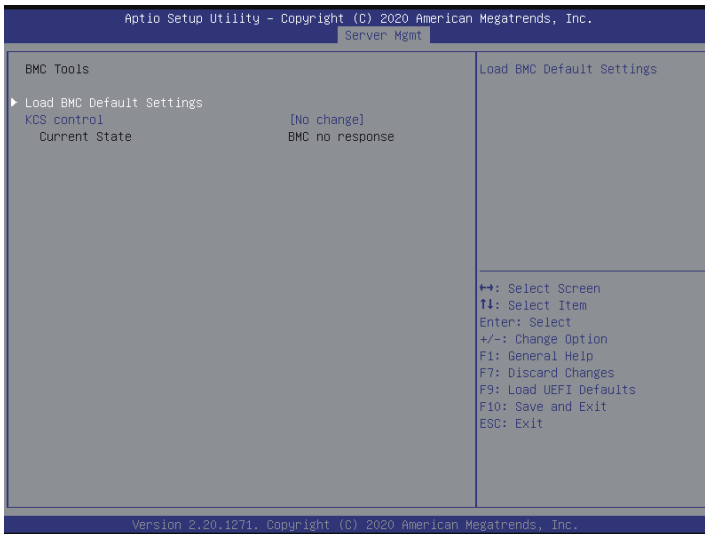 Aptio Setup Utility – Copyright (C) 2020 American Megatrends, Inc.
Server Mgmt
BMC Tools
Load BMC Default Settings
KCS control [No change]
Current State BMC no response
Load BMC Default Settings
↔: Select Screen
↑↓: Select Item
Enter: Select
+/-: Change Option
F1: General Help
F7: Discard Changes
F9: Load UEFI Defaults
F10: Save and Exit
ESC: Exit
Version 2.20.1271. Copyright (C) 2020 American Megatrends, Inc.